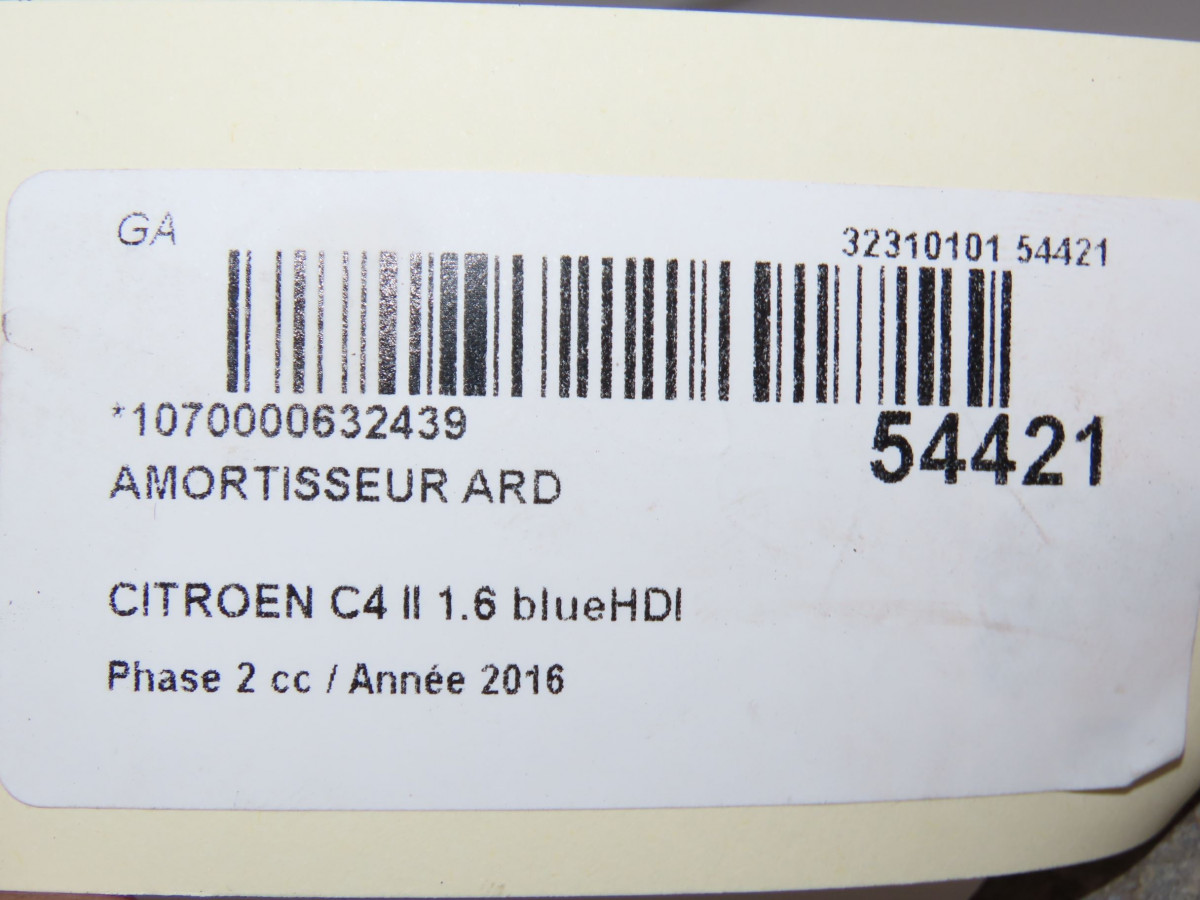 GA
32310101 54421
*1070000632439
54421
AMORTISSEUR ARD
CITROEN C4 II 1.6 blueHDI
Phase 2 cc / Année 2016